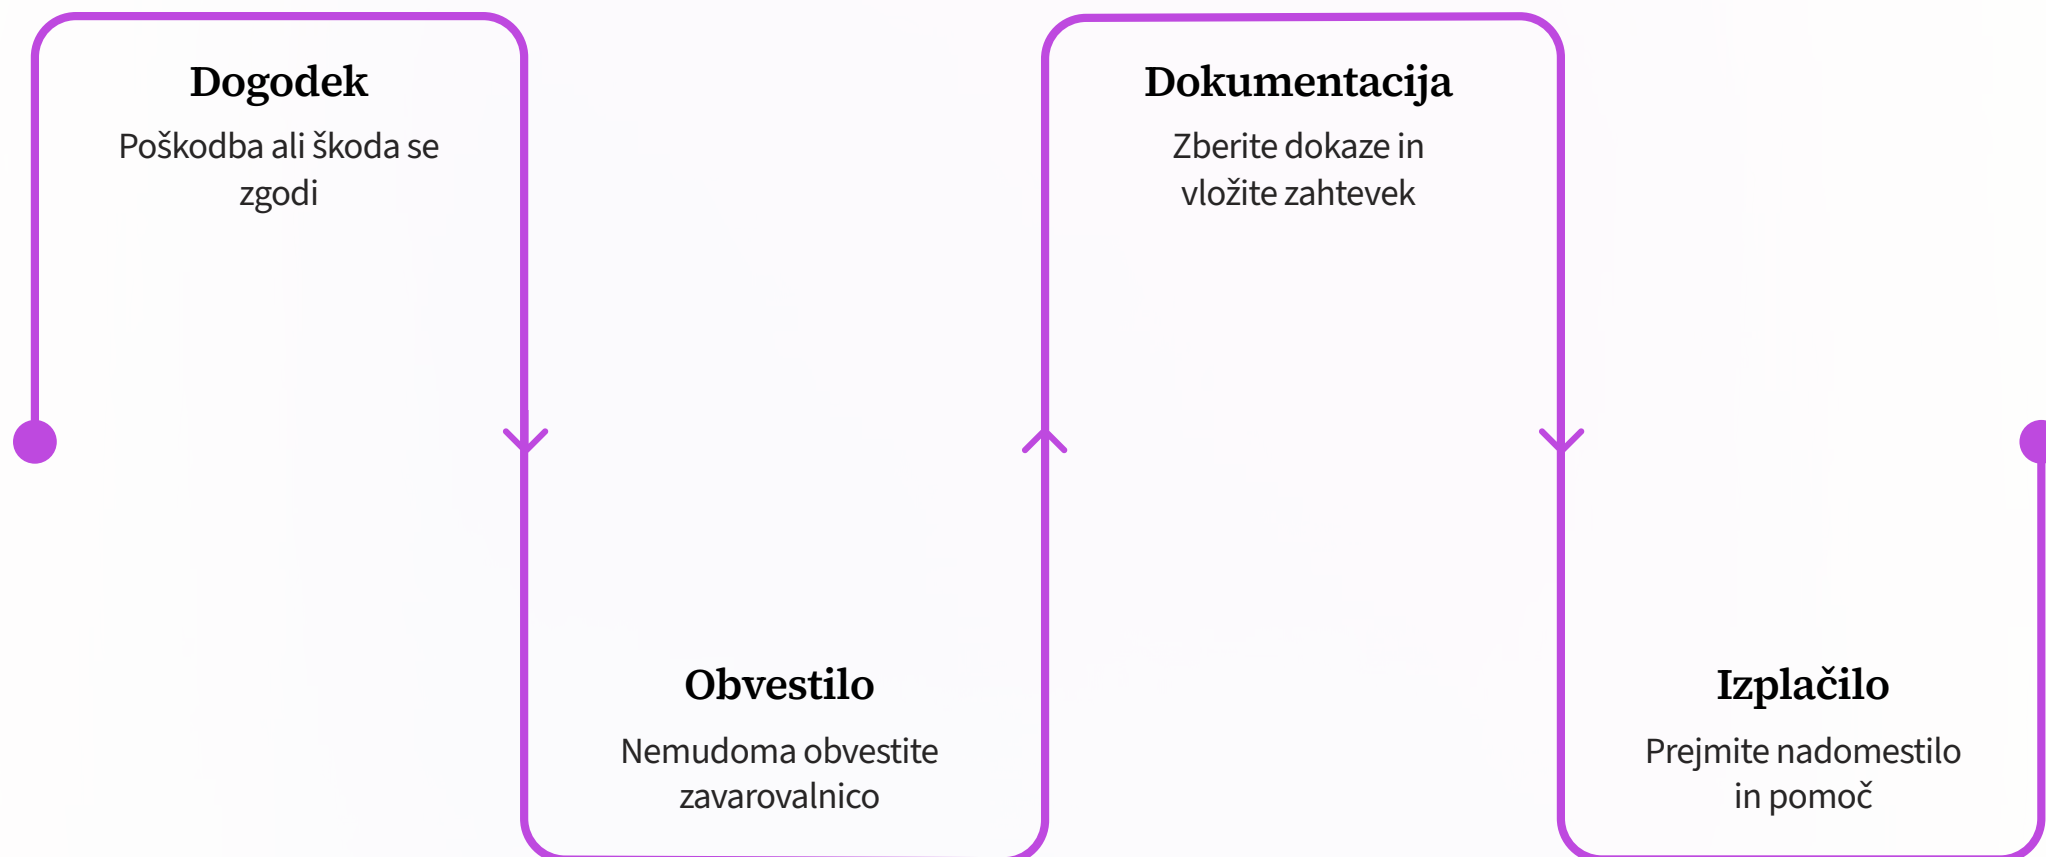 Dogodek
Poškodba ali škoda se
zgodi
Obvestilo
Nemudoma obvestite
zavarovalnico
Dokumentacija
Zberite dokaze in
vložite zahtevek
Izplačilo
Prejmite nadomestilo
in pomoč